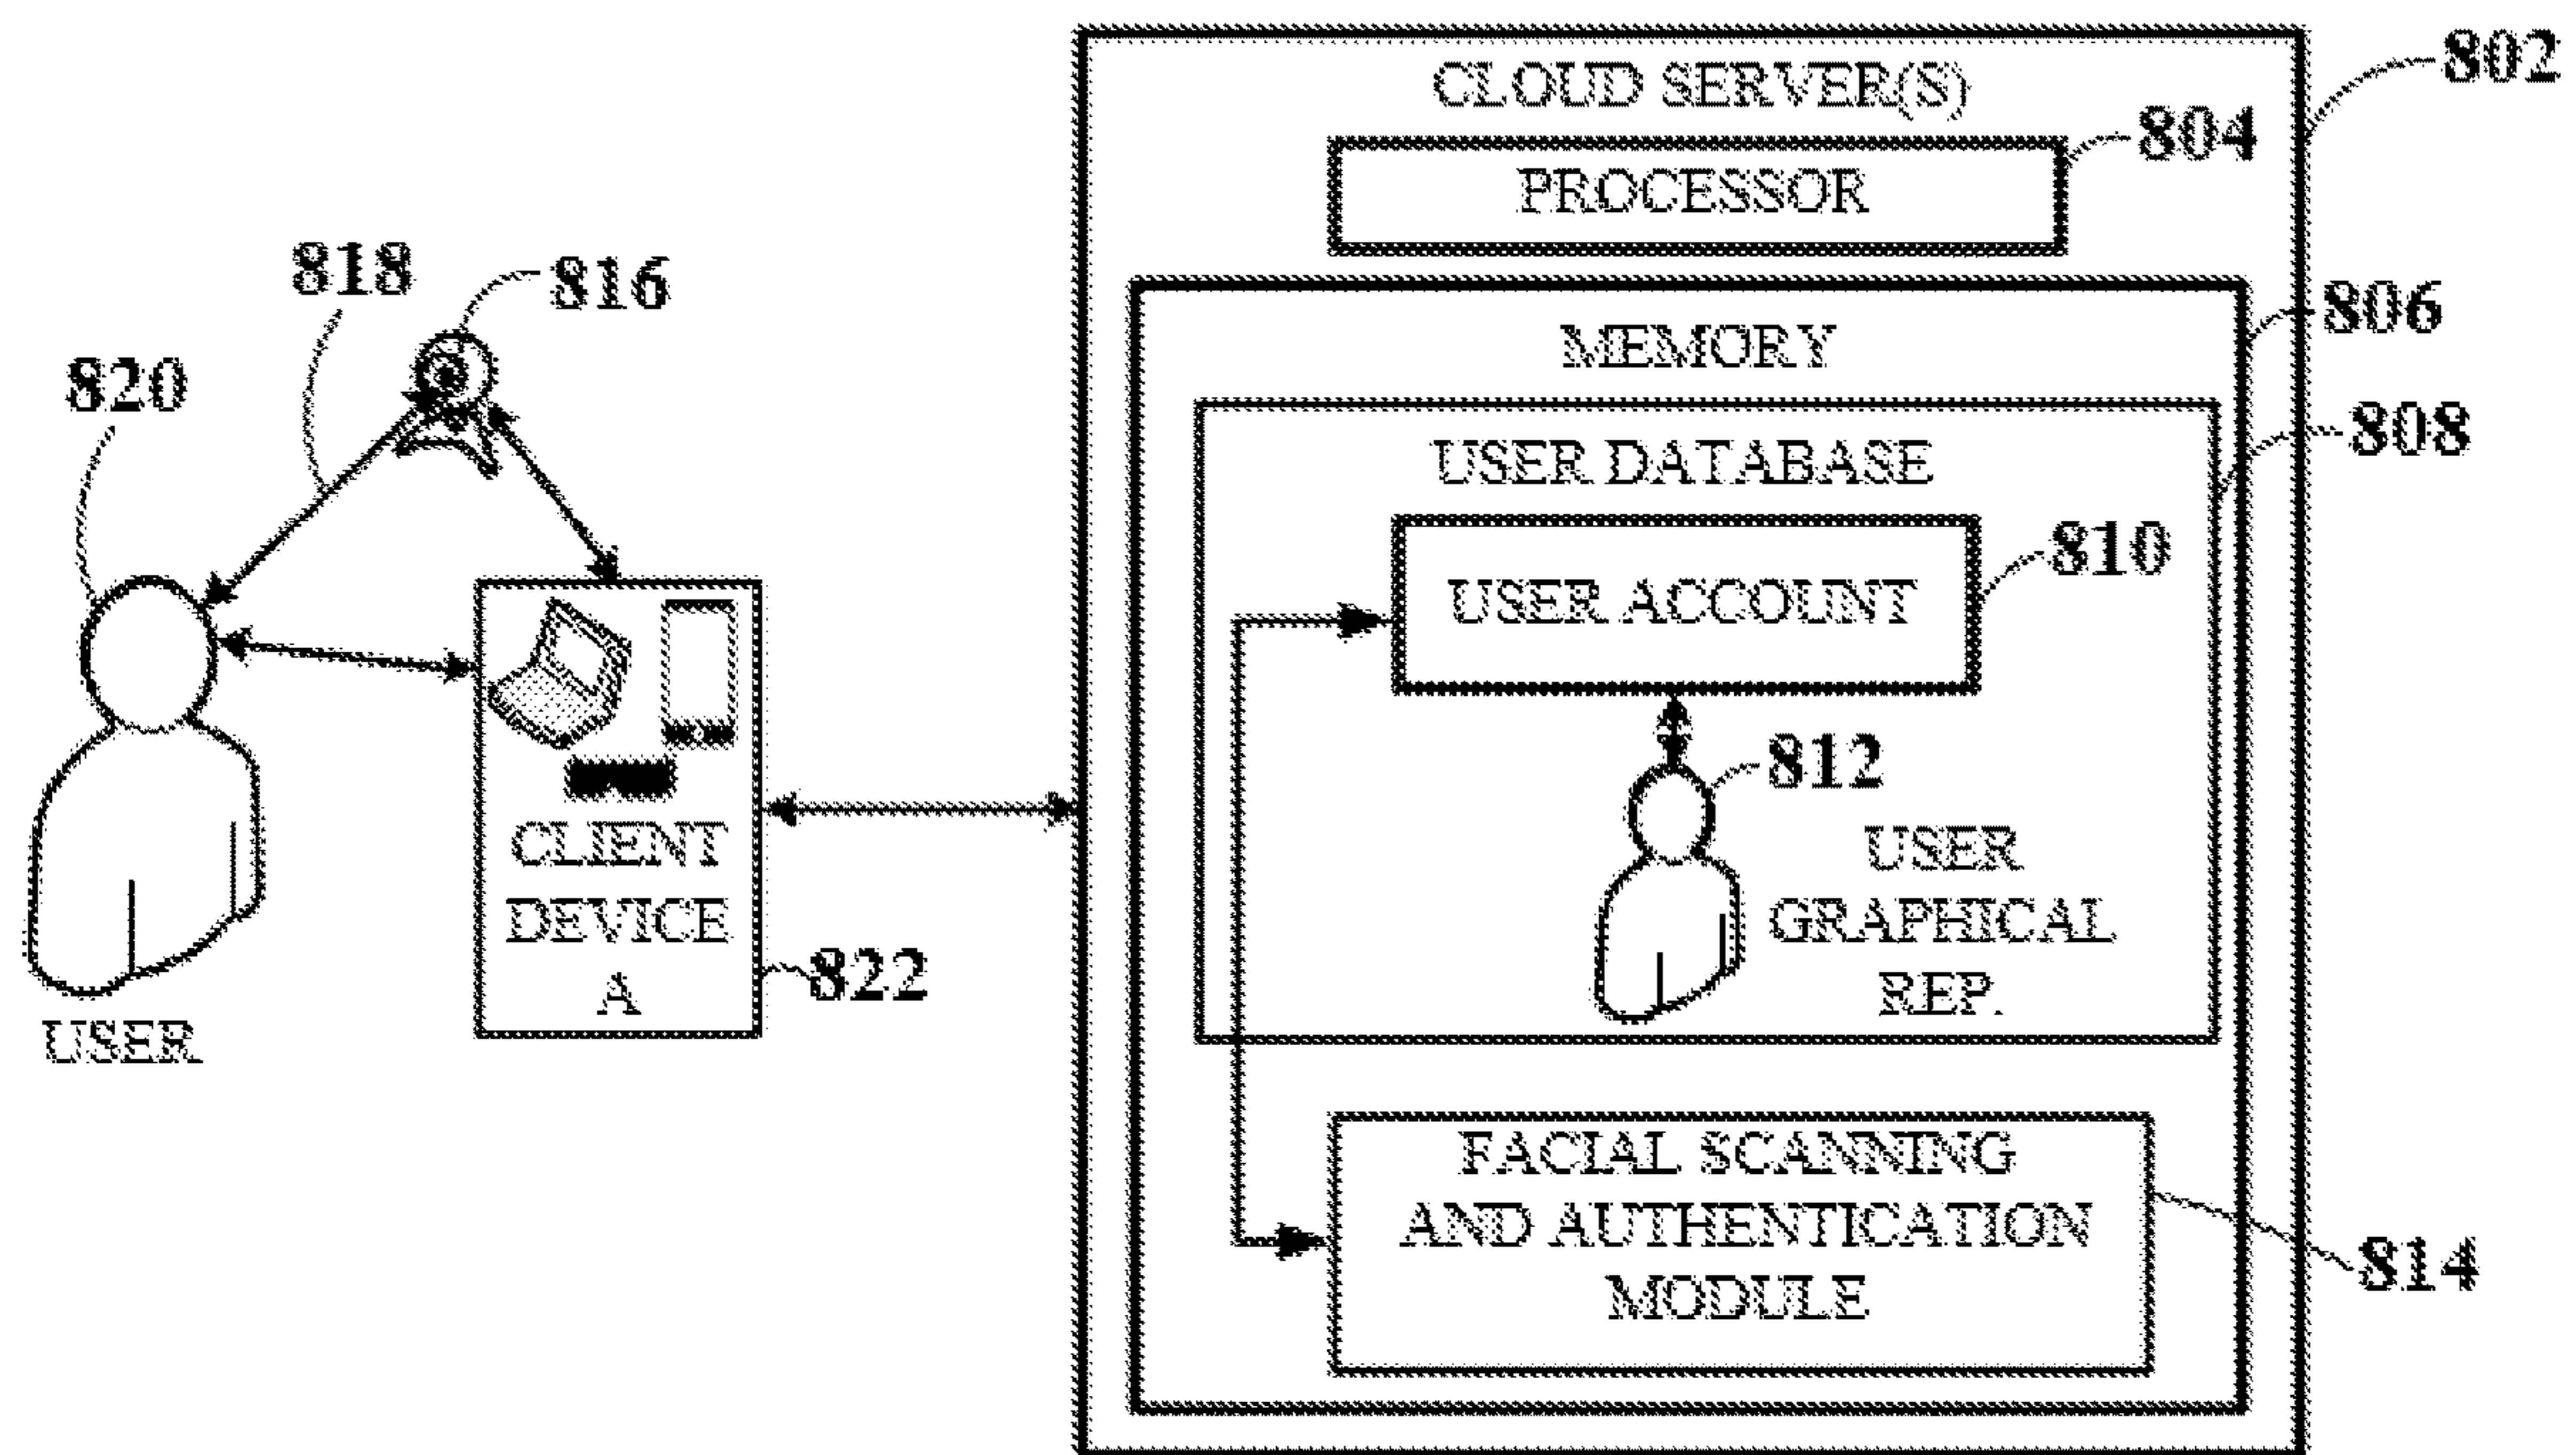 CLOUD SERVER(S)
802
PROCESSOR
804
MEMORY
806
USER DATABASE
808
USER ACCOUNT
810
812
USER
GRAPHICAL
REP.
FACIAL SCANNING
AND AUTHENTICATION
MODULE
814
818
816
820
USER
CLIENT
DEVICE
A
822